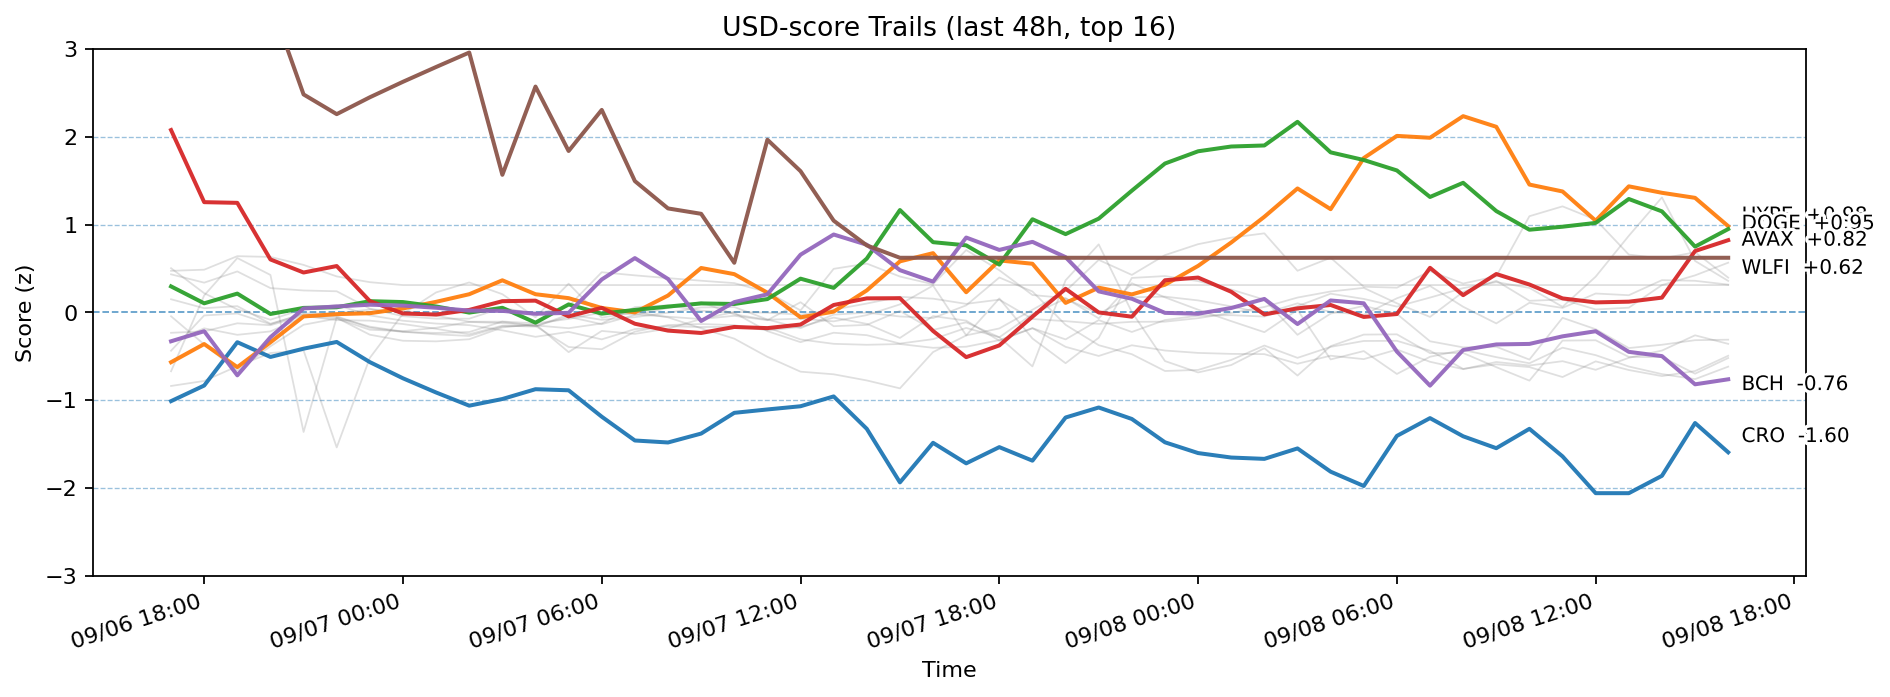 USD-score Trails (last 48h, top 16)
Score (z)
3
2
1
0
−1
−2
−3
DOGE +0.95
AVAX +0.82
WLFI +0.62
BCH -0.76
CRO -1.60
09/06 18:00
09/07 00:00
09/07 06:00
09/07 12:00
09/07 18:00
09/08 00:00
09/08 06:00
09/08 12:00
09/08 18:00
Time